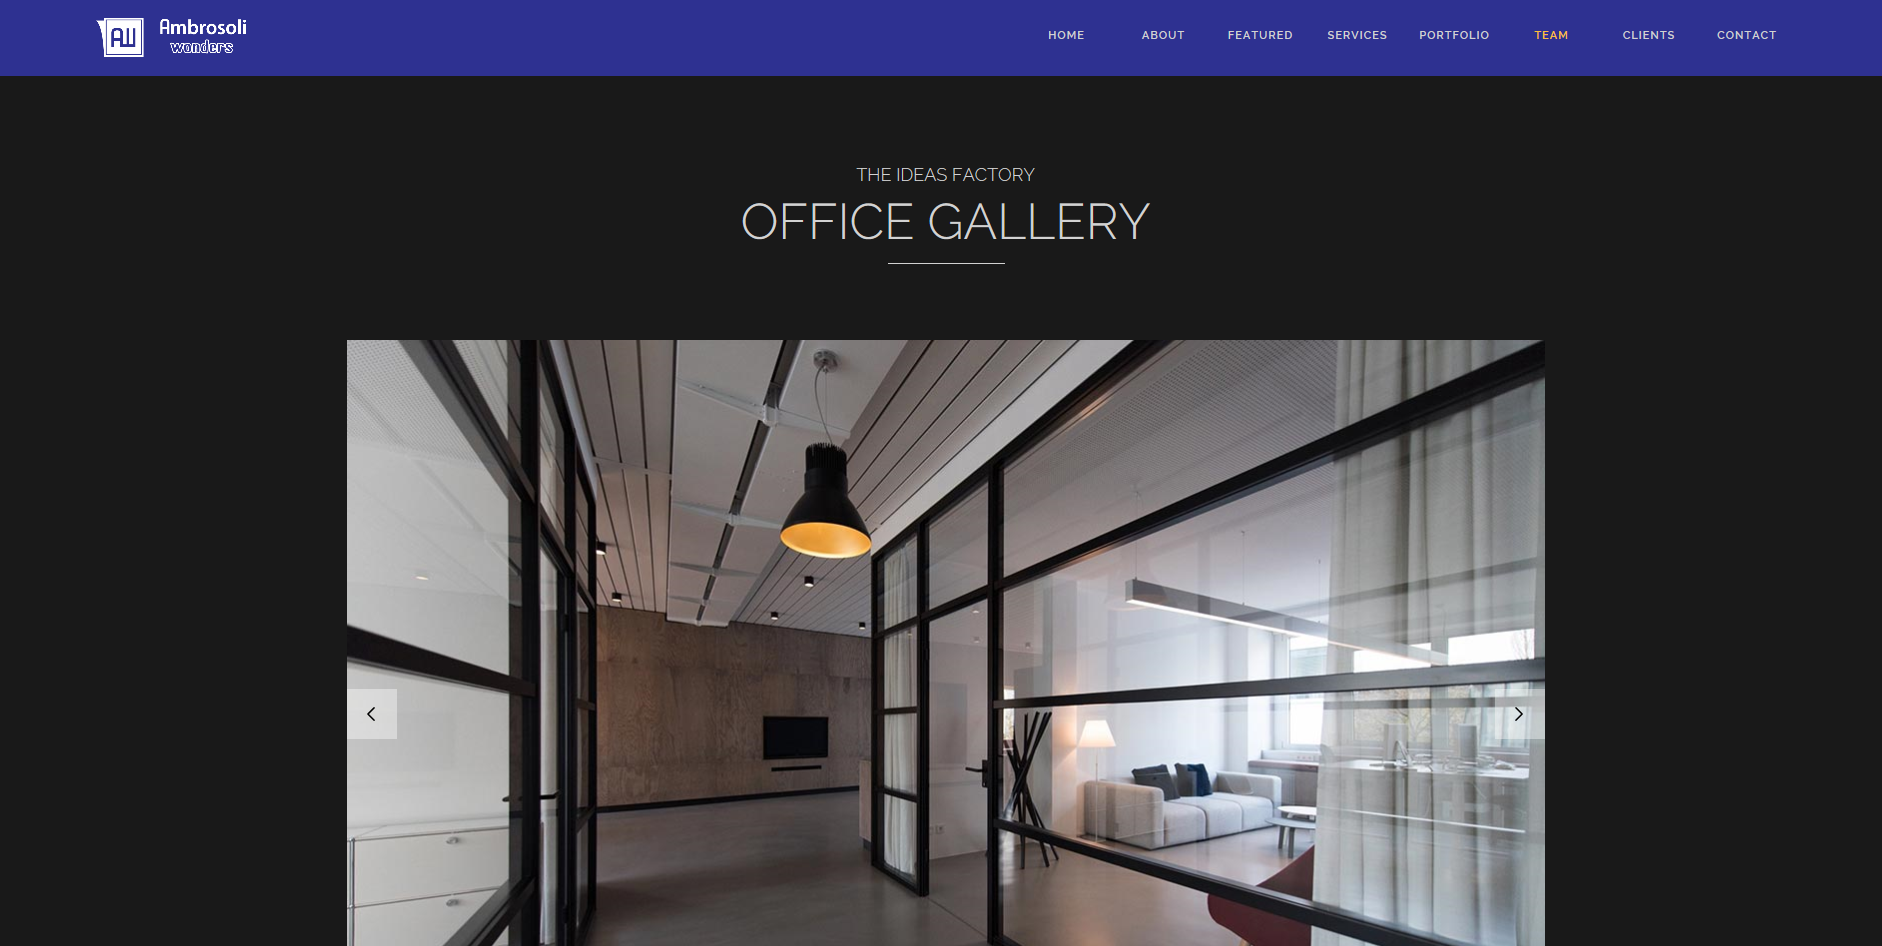 Ambrosoli
wonders
AW
HOME ABOUT FEATURED SERVICES PORTFOLIO TEAM CLIENTS CONTACT
THE IDEAS FACTORY
OFFICE GALLERY